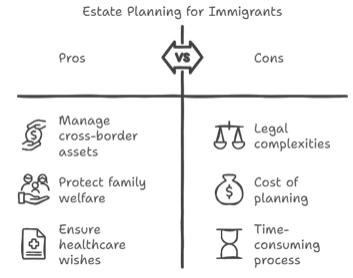 Estate Planning for Immigrants
Pros
VS
Cons
Manage
cross-border
assets
Legal
complexities
Protect family
welfare
Cost of
planning
Ensure
healthcare
wishes
Time-
consuming
process